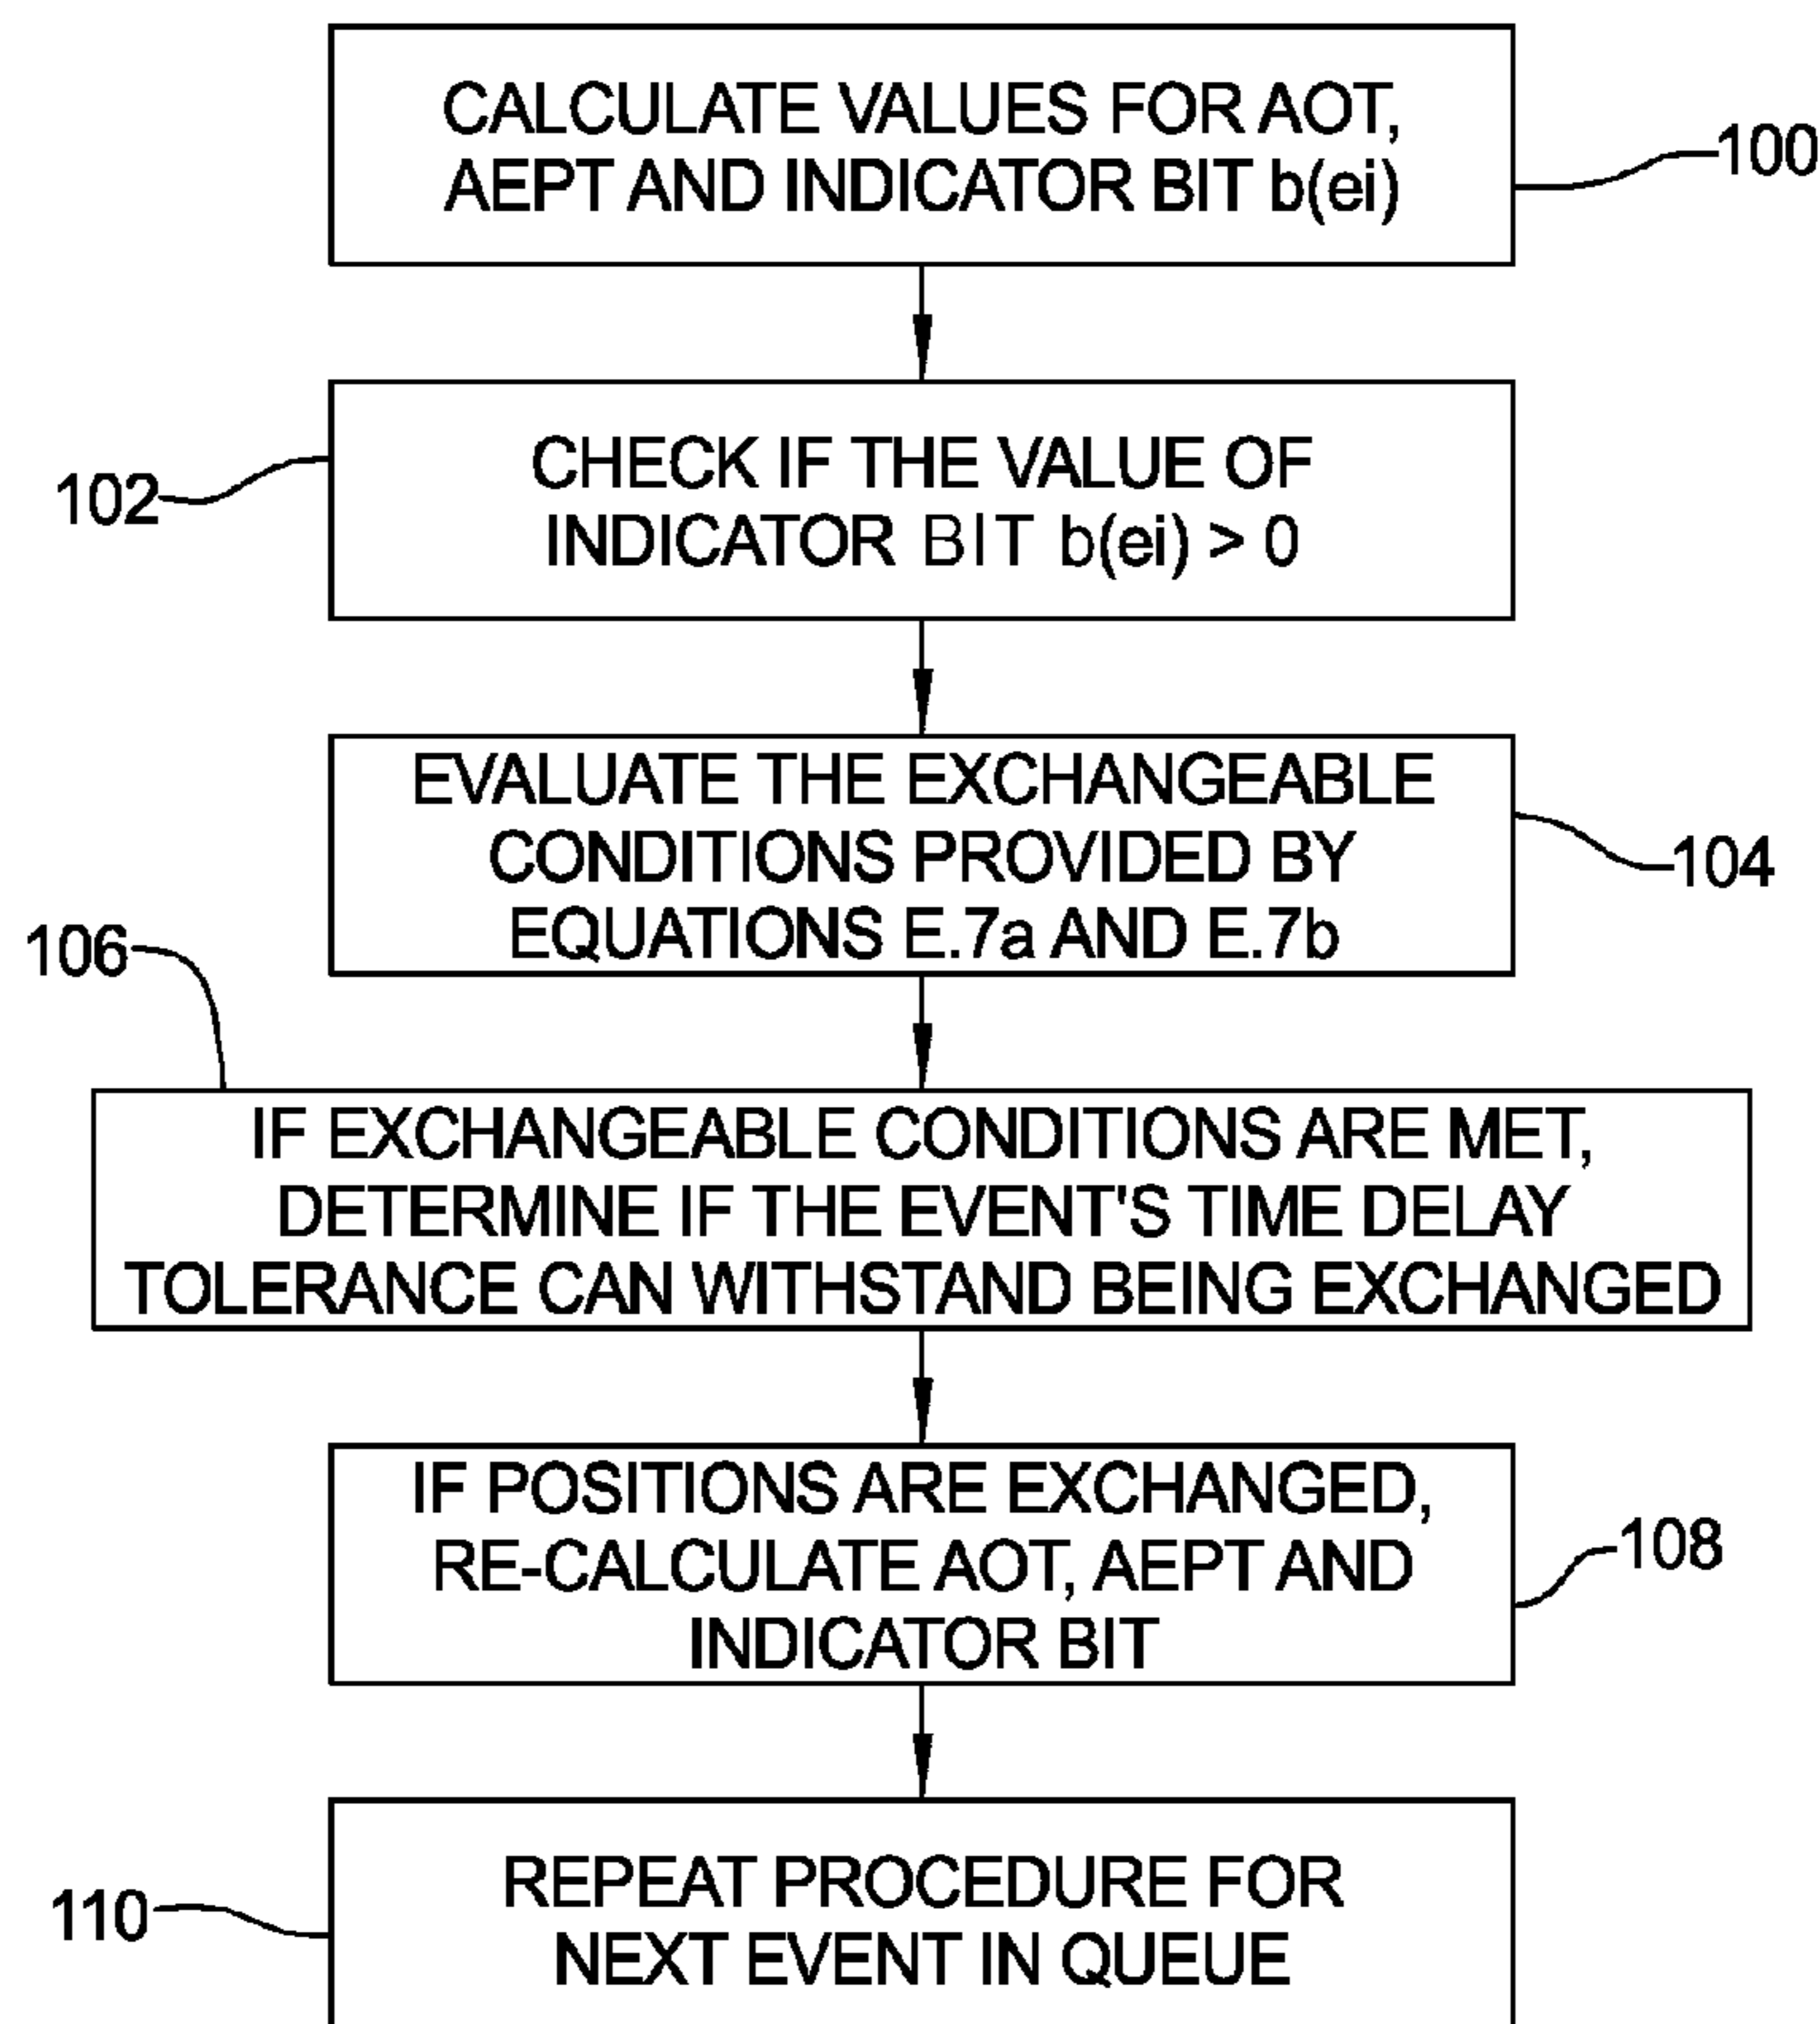 CALCULATE VALUES FOR AOT,
AEPT AND INDICATOR BIT b(ei)
100
CHECK IF THE VALUE OF
INDICATOR BIT b(ei) > 0
102
EVALUATE THE EXCHANGEABLE
CONDITIONS PROVIDED BY
EQUATIONS E.7a AND E.7b
104
106
IF EXCHANGEABLE CONDITIONS ARE MET,
DETERMINE IF THE EVENT'S TIME DELAY
TOLERANCE CAN WITHSTAND BEING EXCHANGED
IF POSITIONS ARE EXCHANGED,
RE-CALCULATE AOT, AEPT AND
INDICATOR BIT
108
REPEAT PROCEDURE FOR
NEXT EVENT IN QUEUE
110